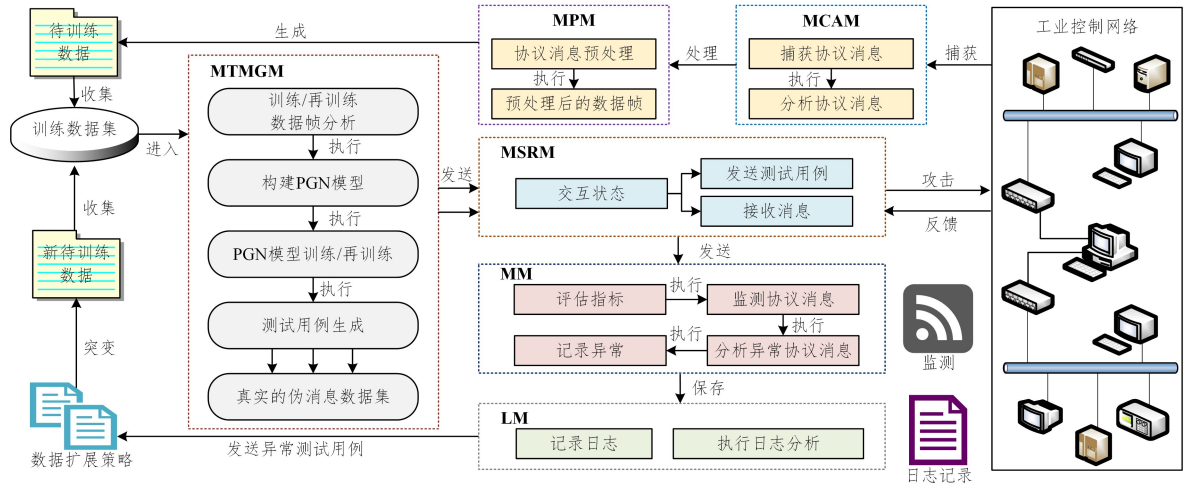 待训练
数据
收集
训练数据集
进入
收集
新待训练
数据
突变
数据扩展策略
生成
MTMGM
训练/再训练
数据帧分析
执行
构建PGN模型
执行
PGN模型训练/再训练
执行
测试用例生成
真实的伪消息数据集
发送异常测试用例
发送
MPM
协议消息预处理
执行
预处理后的数据帧
处理
MCAM
捕获协议消息
执行
分析协议消息
捕获
MSRM
交互状态
发送测试用例
接收消息
攻击
反馈
发送
MM
评估指标
执行
监测协议消息
执行
执行
记录异常
分析异常协议消息
保存
LM
记录日志
执行日志分析
监测
日志记录
工业控制网络